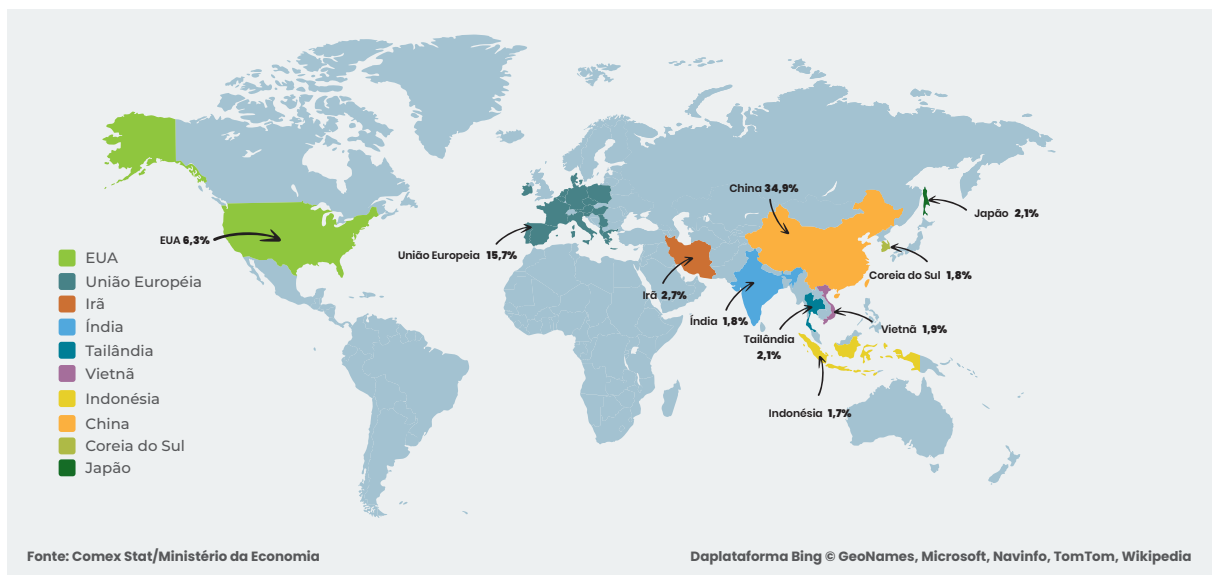 China 34,9%
Japão 2,1%
EUA 6,3%
União Europeia 15,7%
Coreia do Sul 1,8%
Irã 2,7%
Índia 1,8%
Vietnã 1,9%
Tailândia
2,1%
Indonésia 1,7%
EUA
União Européia
Irã
Índia
Tailândia
Vietnã
Indonésia
China
Coreia do Sul
Japão
Fonte: Comex Stat/Ministério da Economia
Daplataforma Bing © GeoNames, Microsoft, Navinfo, TomTom, Wikipedia